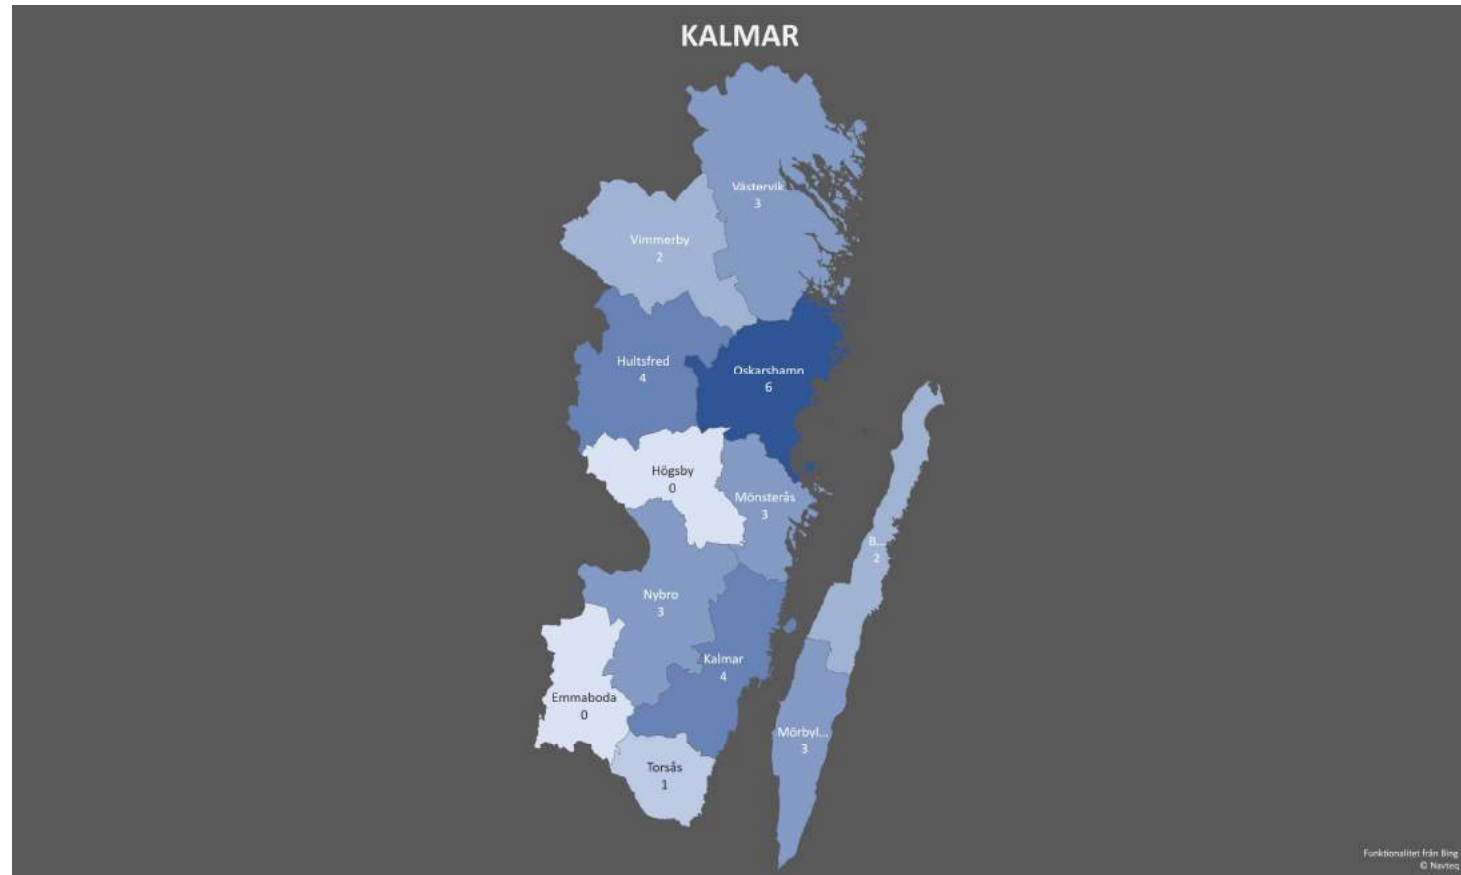 KALMAR
Västervik
3
Vimmerby
2
Hultsfred
4
Oskarshamn
6
Högsby
0
Mönsterås
3
B...
2
Nybro
3
Kalmar
4
Emmaboda
0
Mörbyl...
3
Torsås
1
Funktionalitet från Bing
© Navteq